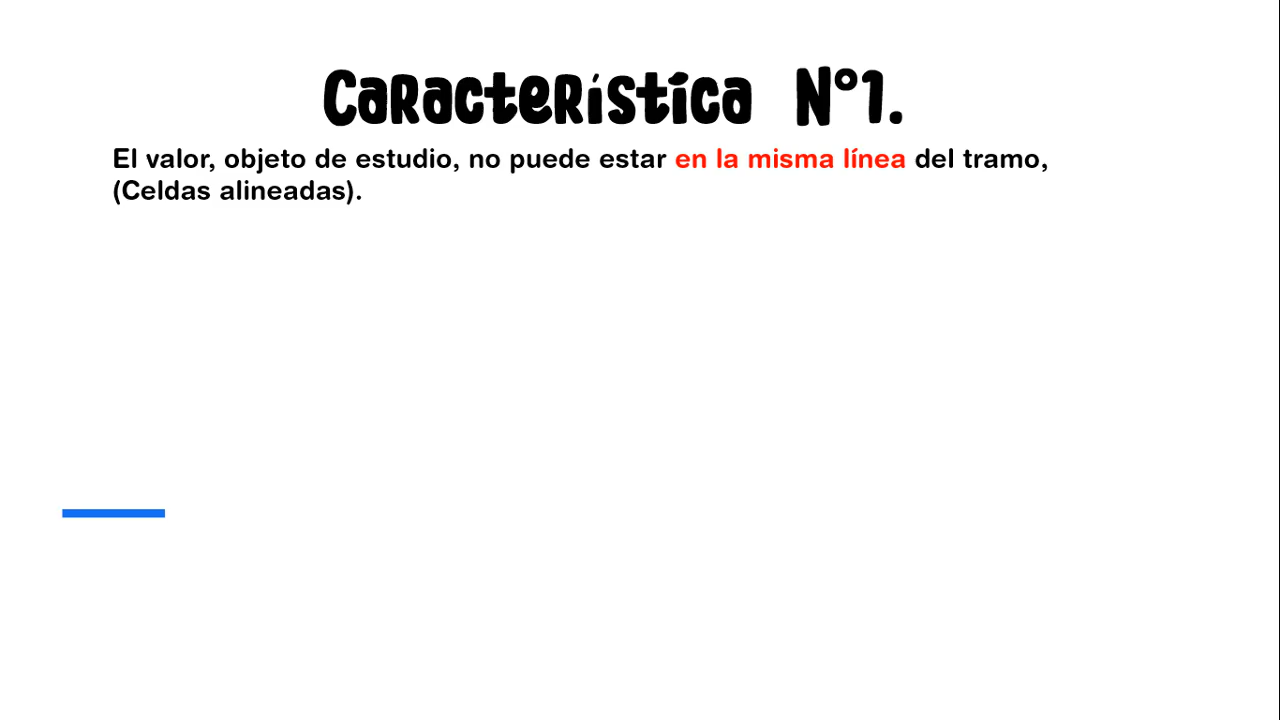 Característica N°1.
El valor, objeto de estudio, no puede estar en la misma línea del tramo,
(Celdas alineadas).